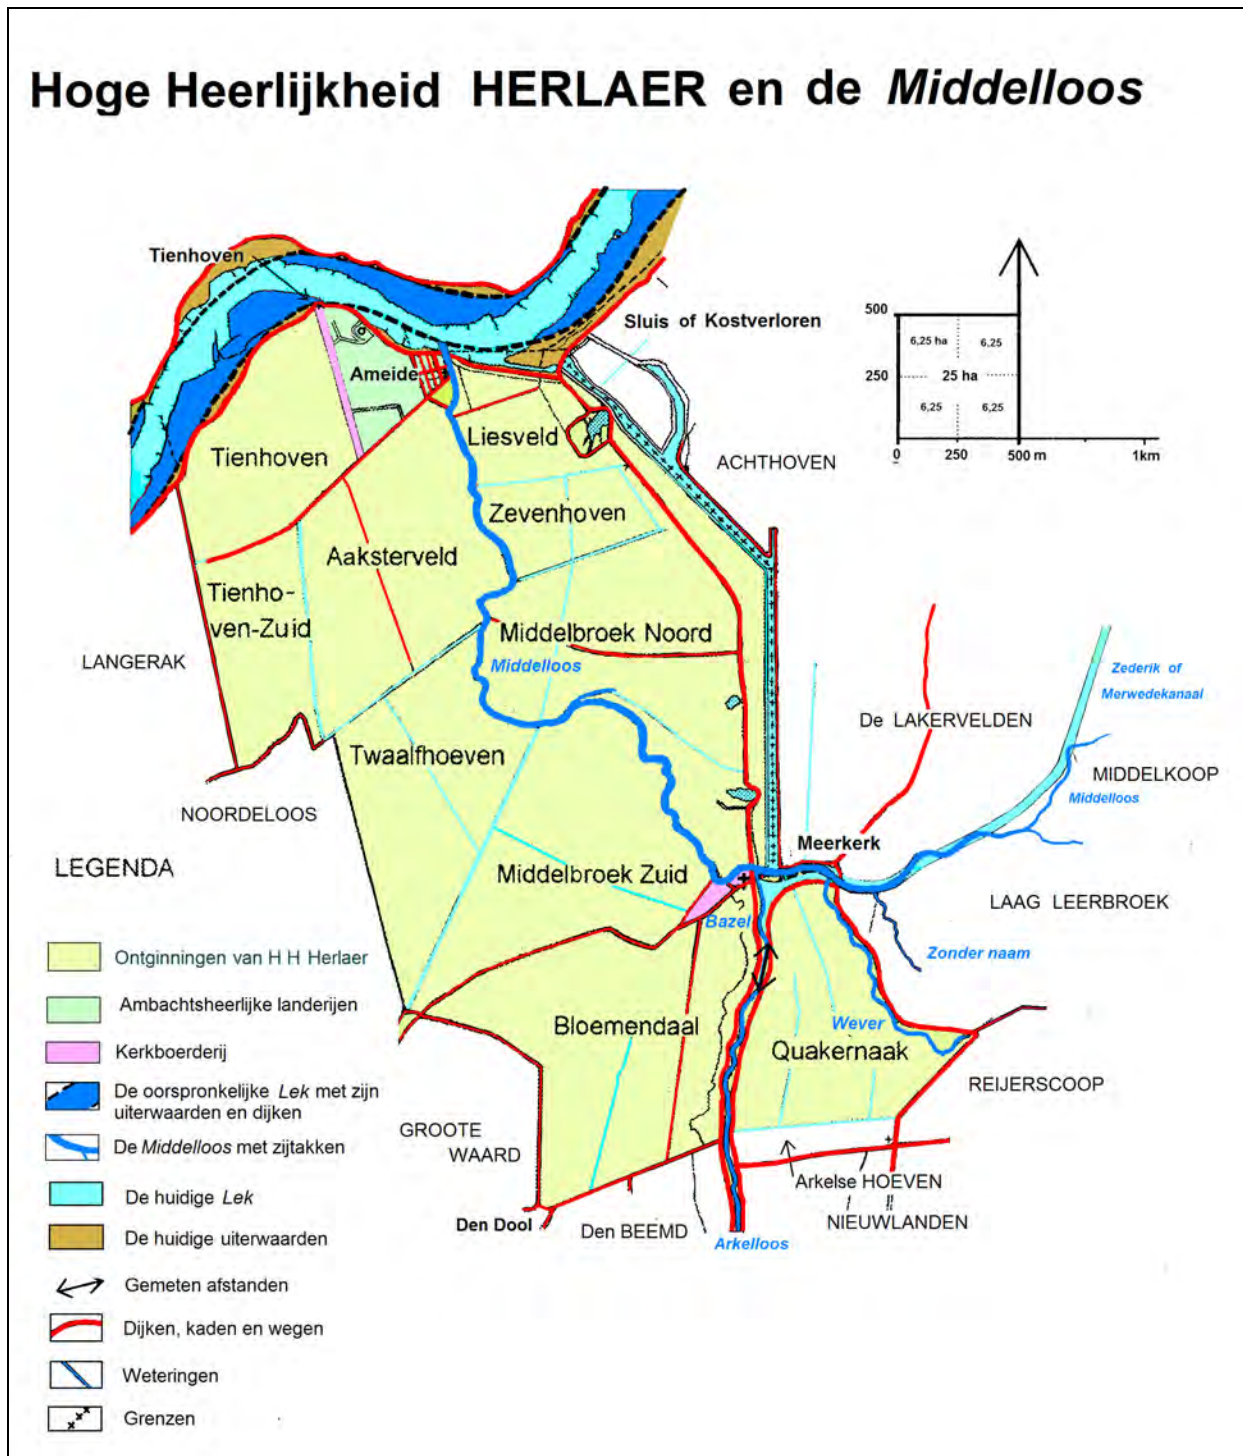 Hoge Heerlijkheid HERLAER en de Middelloos
Tienhoven
Sluis of Kostverloren
500
6,25 ha
6,25
250
25 ha
6,25
6,25
0
250
500 m
1km
Ameide
Liesveld
Tienhoven
ACHTHOVEN
Zevenhoven
Aaksterveld
Tienho-
ven-Zuid
Middelbroek Noord
LANGERAK
Middelloos
Zederik of
Merwedekanaal
De LAKERVELDEN
Twaalfhoeven
MIDDELKOOP
Middelloos
NOORDELOOS
Meerkerk
LEGENDA
Middelbroek Zuid
LAAG LEERBROEK
Bazel
Zonder naam
Ontginningen van H H Herlaer
Ambachtsheerlijke landerijen
Wever
Bloemendaal
Quakernaak
Kerkboerderij
REIJERSCOOP
De oorspronkelijke Lek met zijn
uiterwaarden en dijken
GROOTE
WAARD
De Middelloos met zijtakken
Arkelse HOEVEN
De huidige Lek
NIEUWLANDEN
Den Dool
Den BEEMD
De huidige uiterwaarden
Arkelloos
Gemeten afstanden
Dijken, kaden en wegen
Weteringen
Grenzen